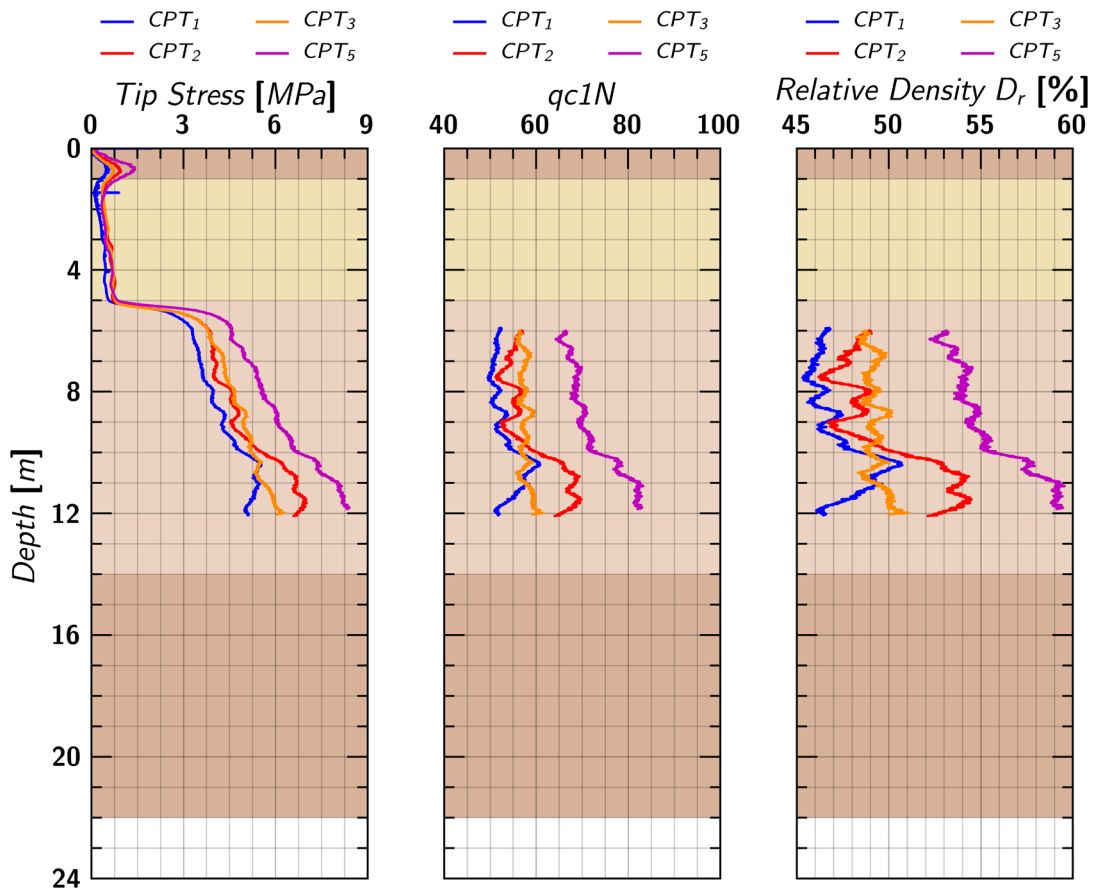 CPT₁ CPT₃ CPT₁ CPT₃ CPT₁ CPT₃
CPT₂ CPT₅ CPT₂ CPT₅ CPT₂ CPT₅
Tip Stress [MPa] qc1N Relative Density Dᵣ [%]
0 3 6 9 40 60 80 100 45 50 55 60
0
4
8
12
16
20
24
Depth [m]